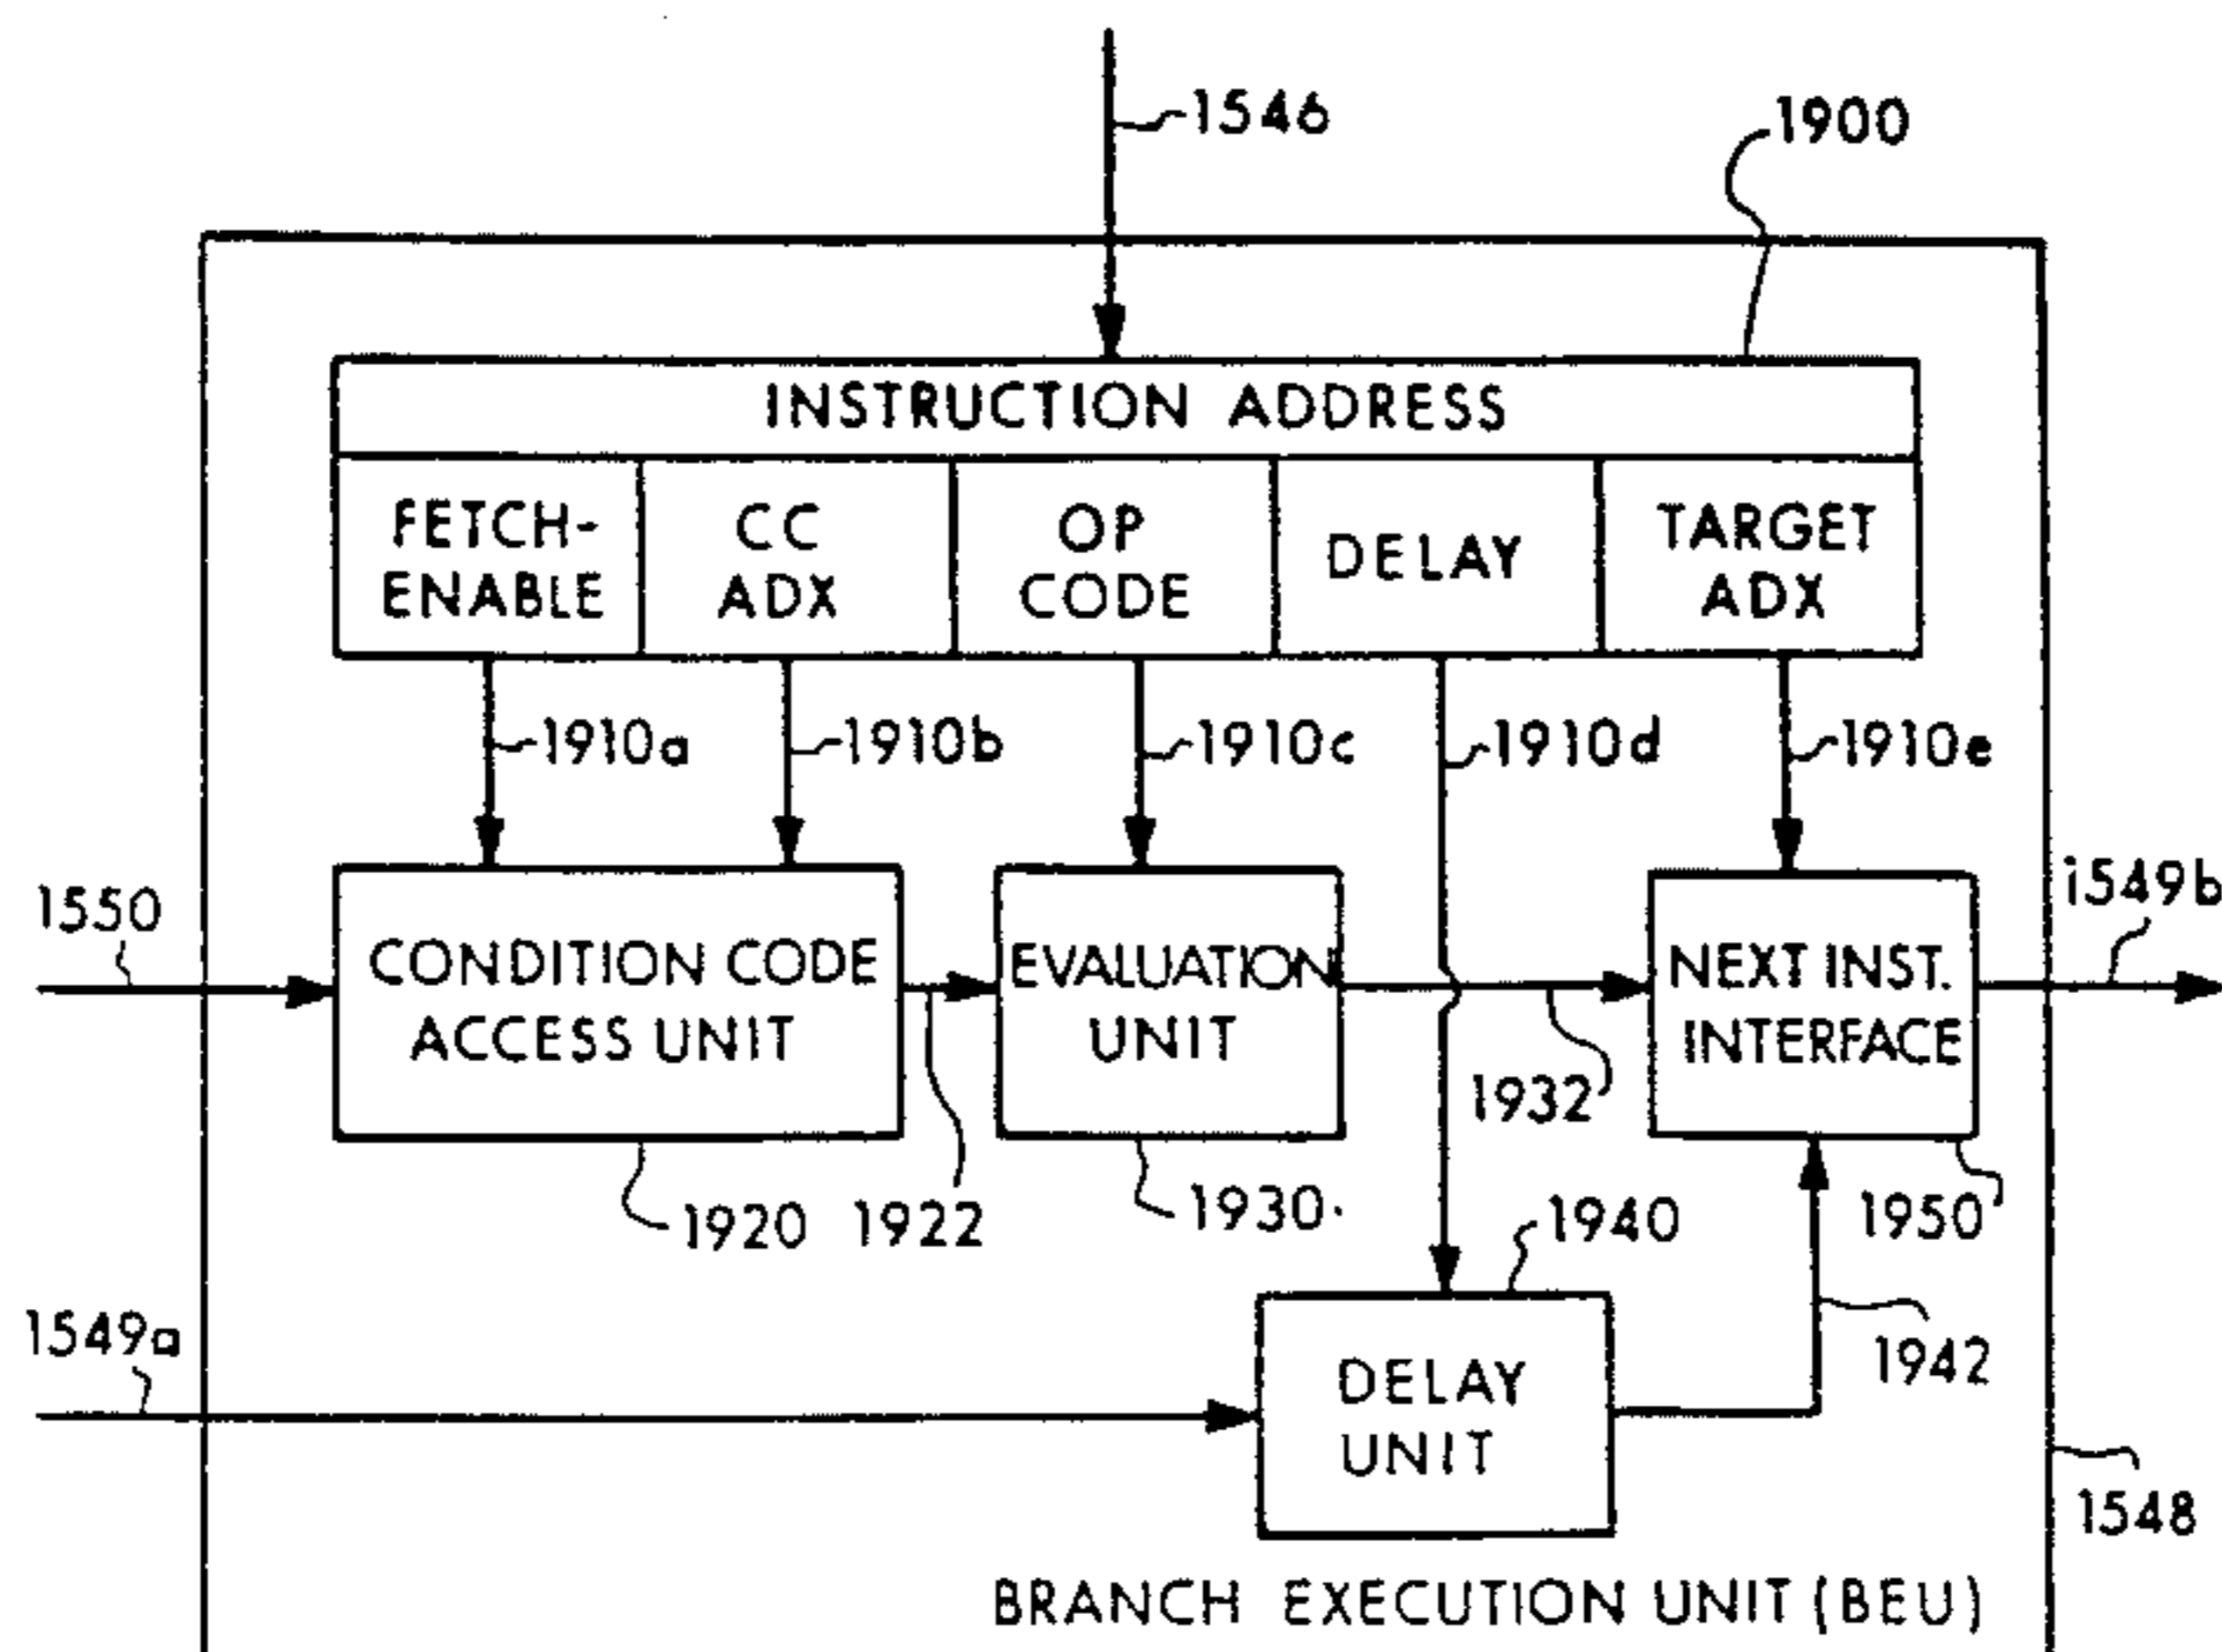 1546
1900
INSTRUCTION ADDRESS
FETCH-
ENABLE
CC
ADX
OP
CODE
DELAY
TARGET
ADX
1910a
1910b
1910c
1910d
1910e
1550
1549b
CONDITION CODE
ACCESS UNIT
EVALUATION
UNIT
NEXT INST.
INTERFACE
1932
1920
1922
1930
1940
1950
1549a
1942
DELAY
UNIT
1548
BRANCH EXECUTION UNIT (BEU)